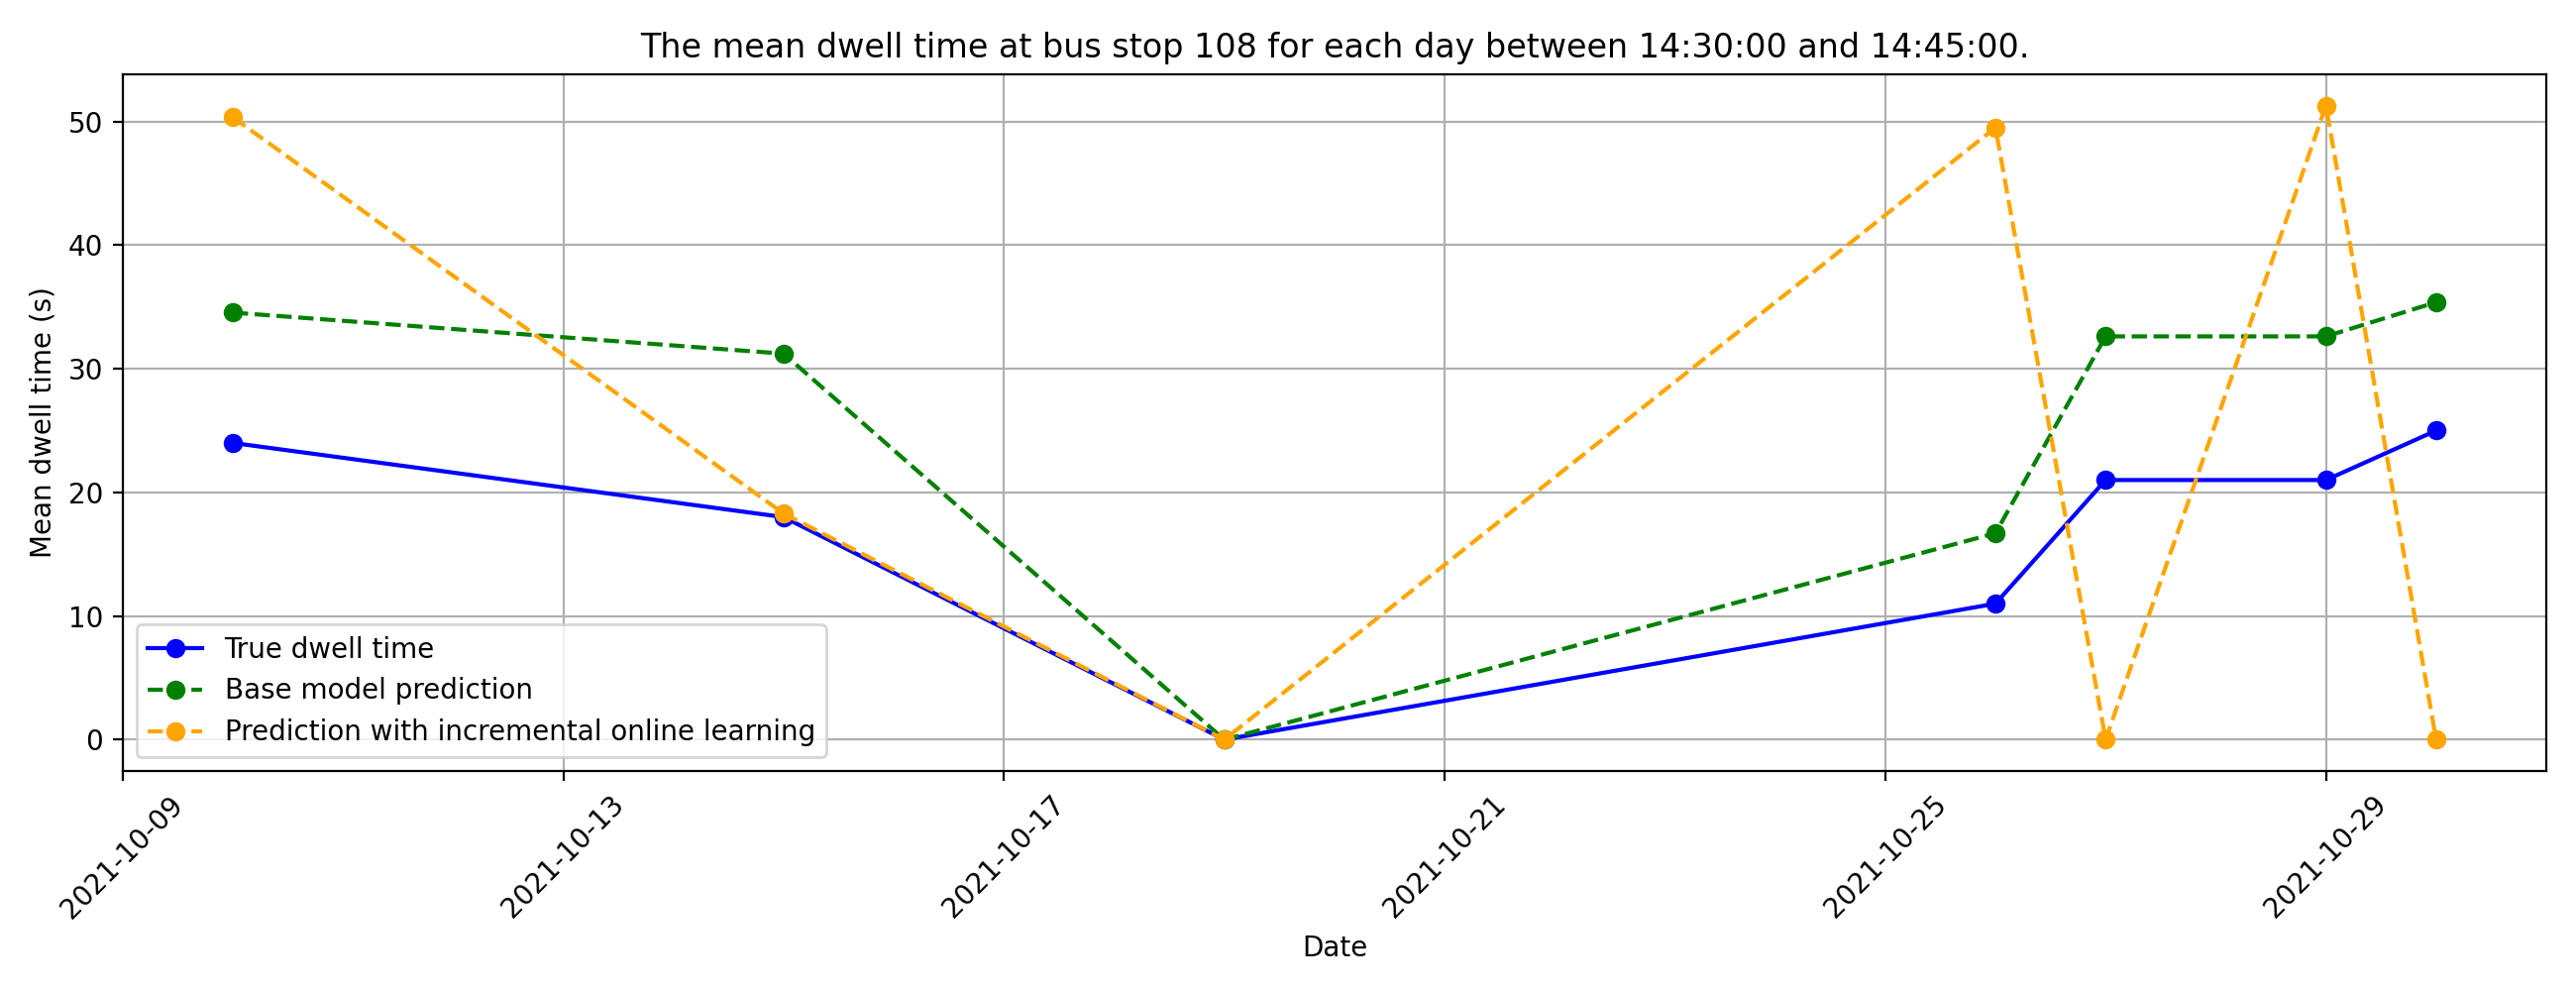 The mean dwell time at bus stop 108 for each day between 14:30:00 and 14:45:00.
Mean dwell time (s)
50
40
30
20
10
0
True dwell time
Base model prediction
Prediction with incremental online learning
2021-10-09
2021-10-13
2021-10-17
2021-10-21
2021-10-25
2021-10-29
Date